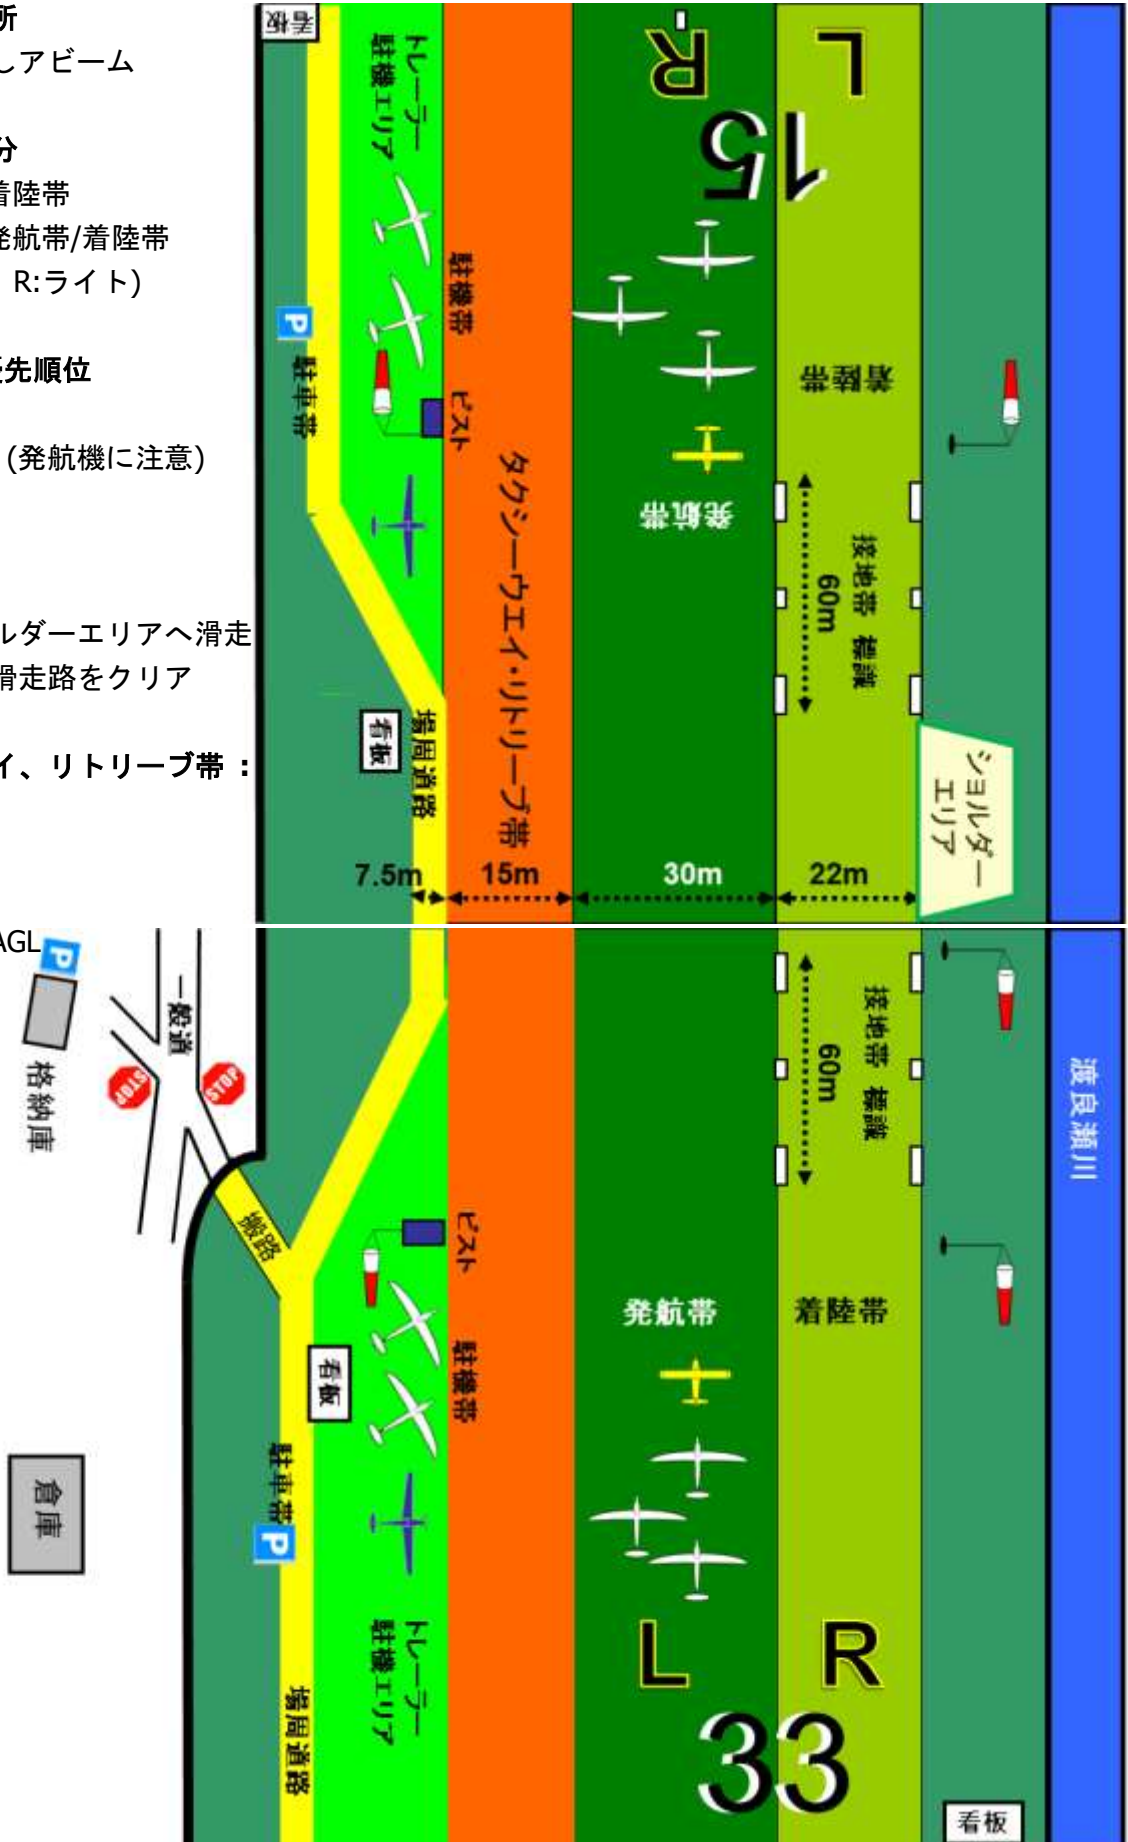 所
しアビーム
分
着陸帯
発航帯/着陸帯
R:ライト)
先順位
(発航機に注意)
ルダーエリアへ滑走
滑走路をクリア
イ、リトリーブ帯：
AGL
看板
トレーラー
駐機エリア
R
L
15
駐機帯
P
駐車帯
ピスト
着陸帯
タクシーウエイ・リトリーブ帯
発航帯
60m
接地帯 標識
看板
場周道路
ショルダー
エリア
7.5m
15m
30m
22m
P
一般道
格納庫
STOP
STOP
接地帯 標識
60m
渡良瀬川
搬路
ピスト
発航帯
着陸帯
看板
駐機帯
駐車帯
P
倉庫
トレーラー
駐機エリア
L
R
場周道路
33
看板